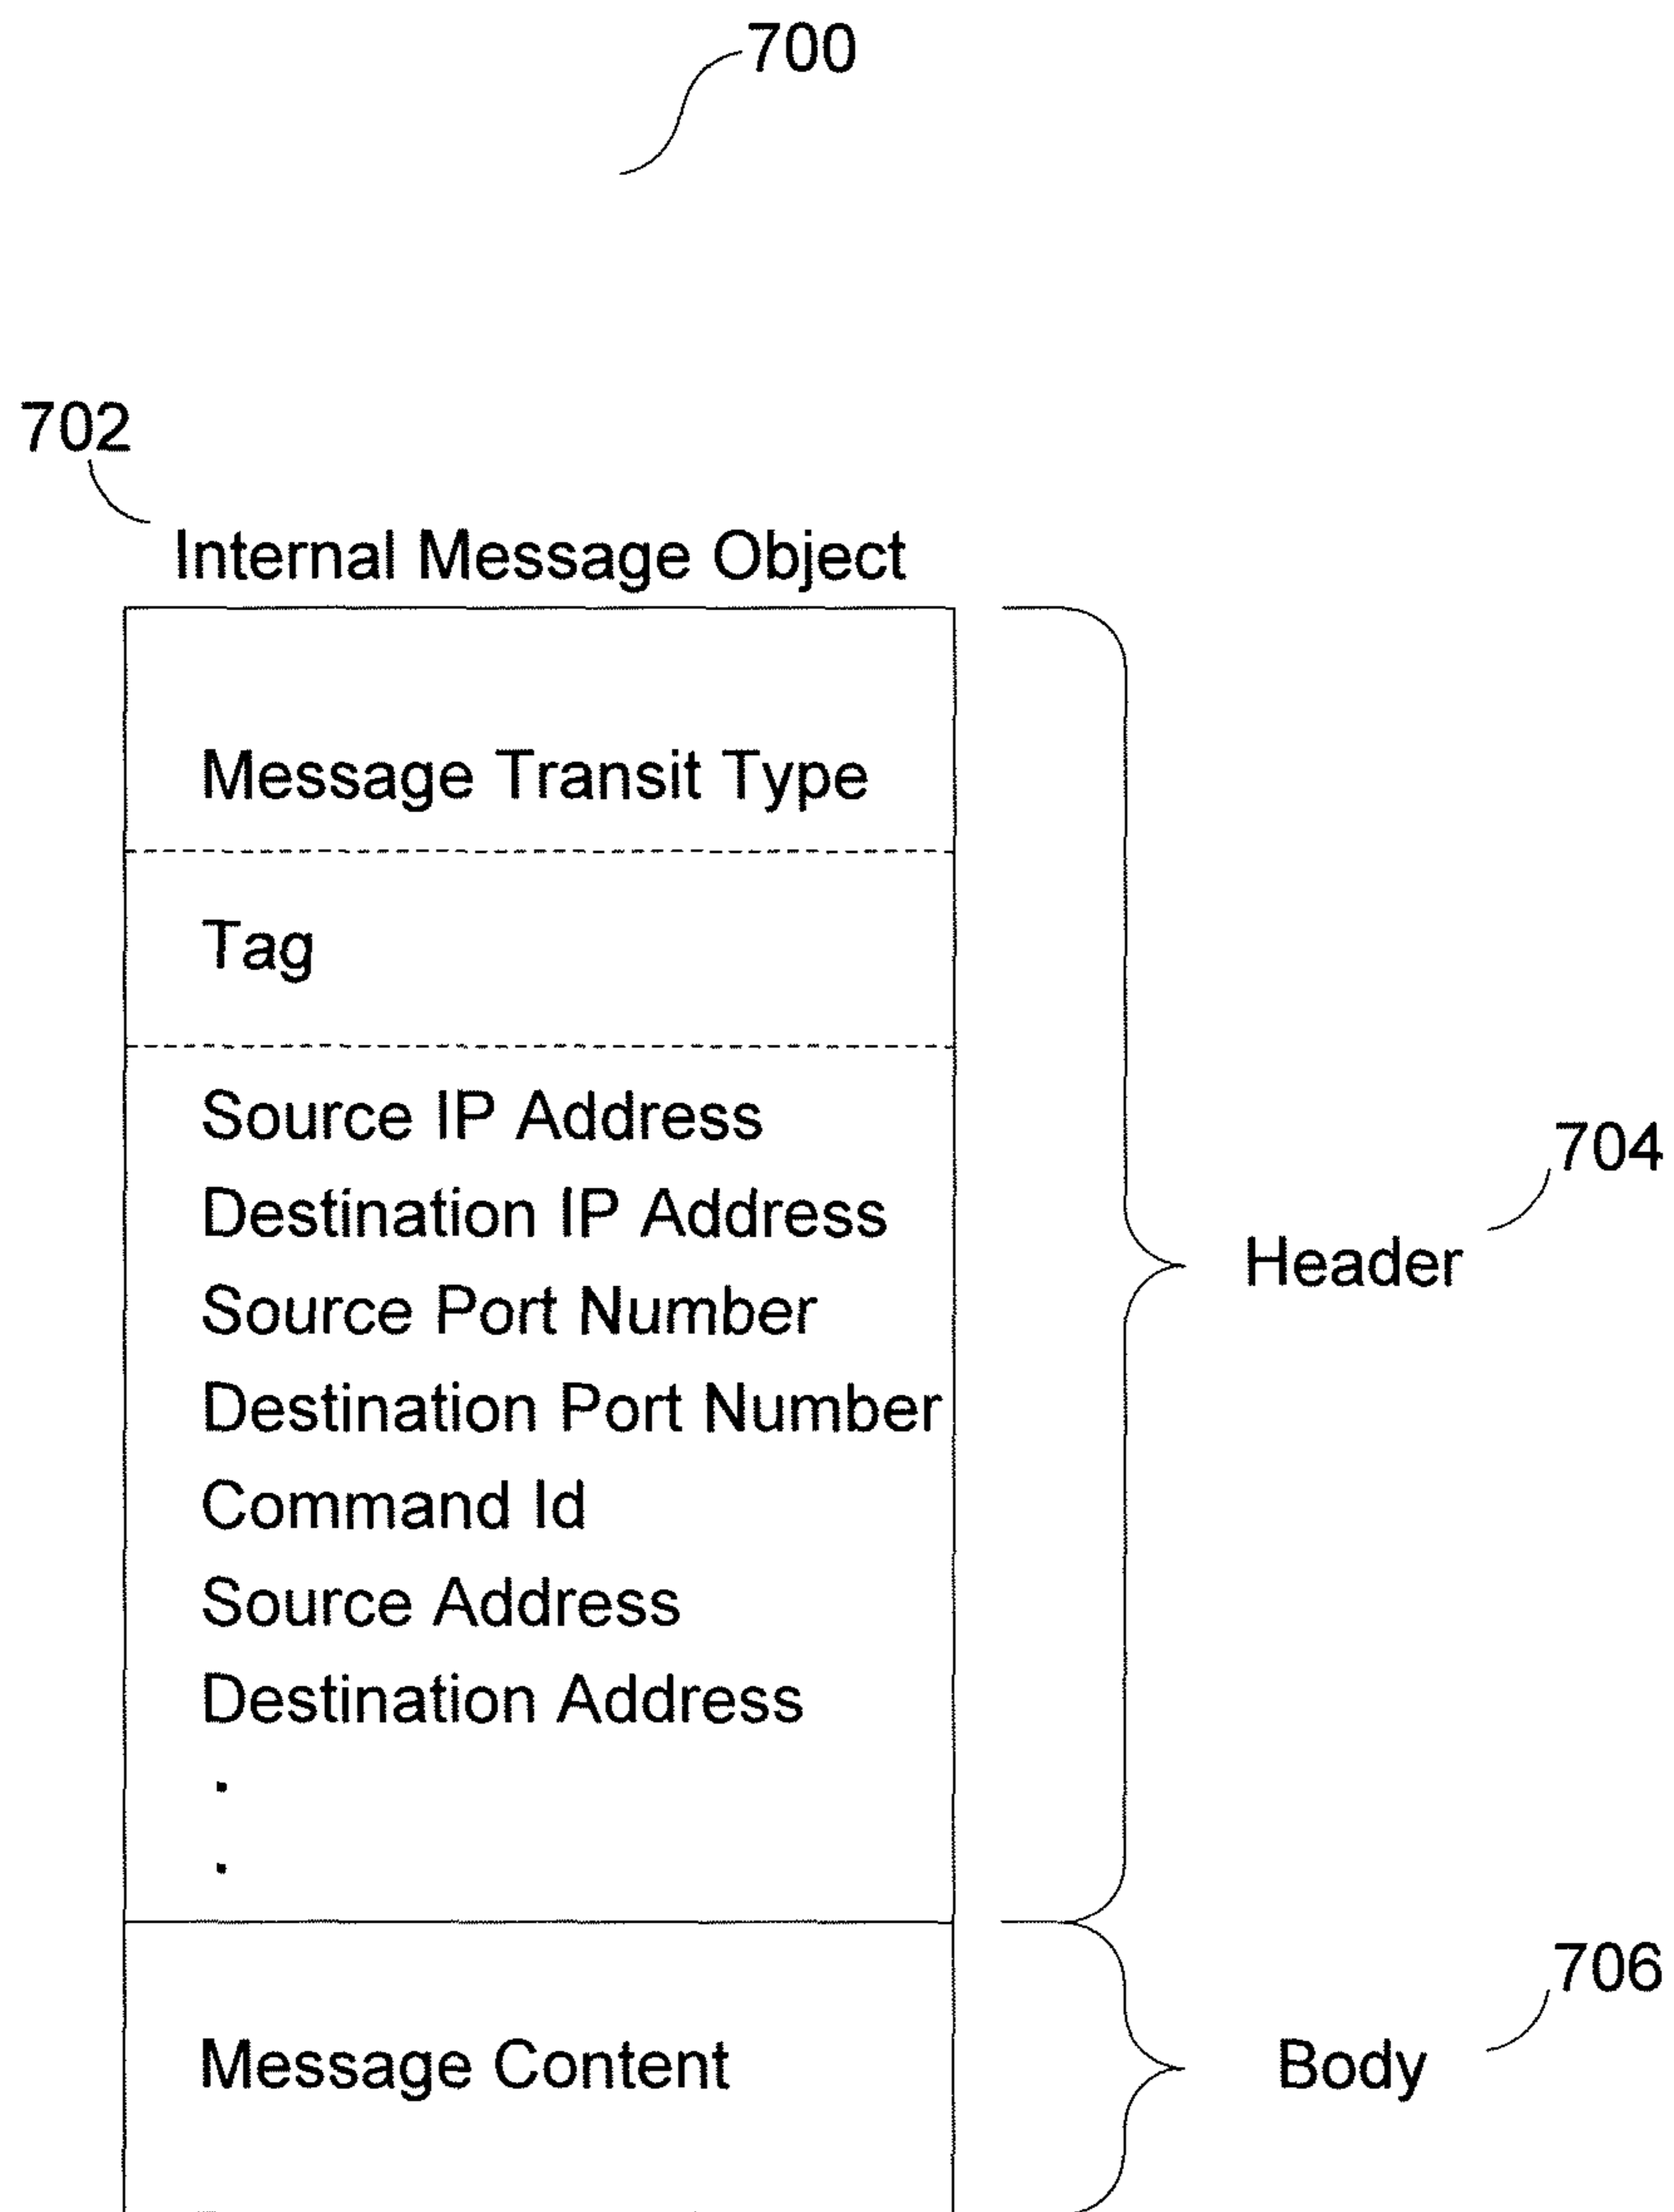 700
702
Internal Message Object
Message Transit Type
Tag
Source IP Address
Destination IP Address
Source Port Number
Destination Port Number
Command Id
Source Address
Destination Address
.
.
Header
704
Message Content
Body
706